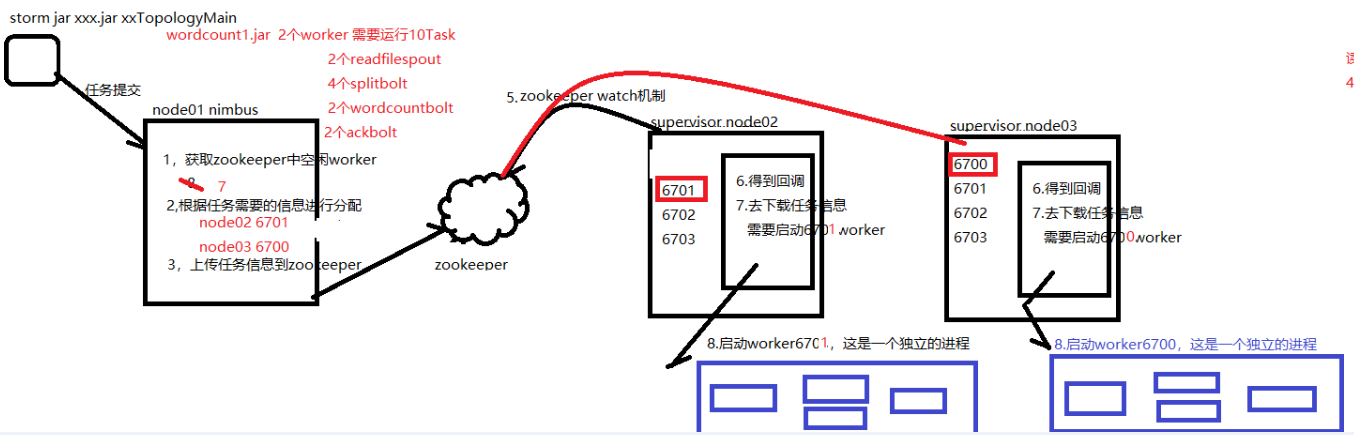 storm jar xxx.jar xxTopologyMain
wordcount1.jar 2个worker 需要运行10Task
2个readfilespout
4个splitbolt
2个wordcountbolt
2个ackbolt
任务提交
node01 nimbus
1，获取zookeeper中空闲worker
7
2,根据任务需要的信息进行分配
node02 6701
node03 6700
3，上传任务信息到zookeeper
zookeeper
5.zookeeper watch机制
supervisor.node02
6701
6702
6703
6.得到回调
7.去下载任务信息
需要启动6701worker
8.启动worker6701.，这是一个独立的进程
supervisor.node03
6700
6701
6702
6703
6.得到回调
7.去下载任务信息
需要启动6700worker
8.启动worker6700，这是一个独立的进程
4